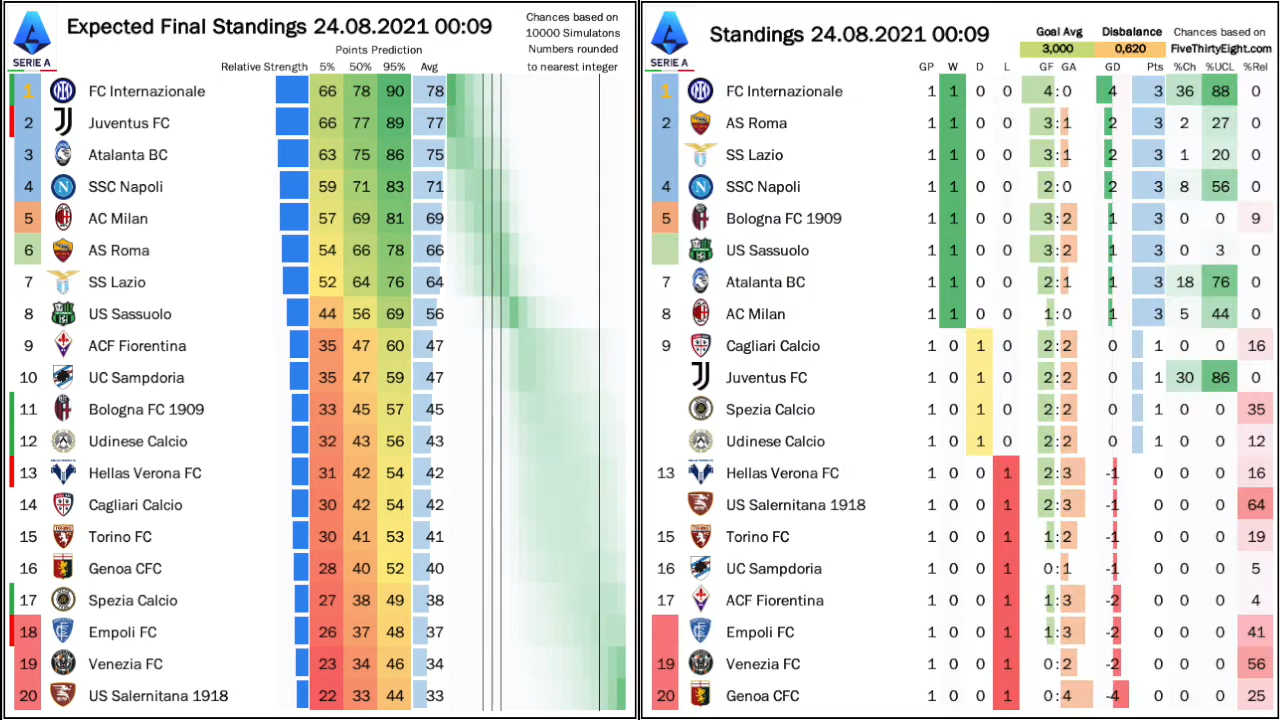 Expected Final Standings 24.08.2021 00:09
Chances based on
10000 Simulatons
Numbers rounded
to nearest integer
SERIE A
Points Prediction
Relative Strength 5% 50% 95% Avg
1 FC Internazionale 66 78 90 78
2 Juventus FC 66 77 89 77
3 Atalanta BC 63 75 86 75
4 SSC Napoli 59 71 83 71
5 AC Milan 57 69 81 69
6 AS Roma 54 66 78 66
7 SS Lazio 52 64 76 64
8 US Sassuolo 44 56 69 56
9 ACF Fiorentina 35 47 60 47
10 UC Sampdoria 35 47 59 47
11 Bologna FC 1909 33 45 57 45
12 Udinese Calcio 32 43 56 43
13 Hellas Verona FC 31 42 54 42
14 Cagliari Calcio 30 42 54 42
15 Torino FC 30 41 53 41
16 Genoa CFC 28 40 52 40
17 Spezia Calcio 27 38 49 38
18 Empoli FC 26 37 48 37
19 Venezia FC 23 34 46 34
20 US Salernitana 1918 22 33 44 33
Standings 24.08.2021 00:09
Goal Avg Disbalance Chances based on
3,000 0,620 FiveThirtyEight.com
SERIE A
GP W D L GF GA GD Pts %Ch %UCL %Rel
1 FC Internazionale 1 1 0 0 4:0 4 3 36 88 0
2 AS Roma 1 1 0 0 3:1 2 3 2 27 0
SS Lazio 1 1 0 0 3:1 2 3 1 20 0
4 SSC Napoli 1 1 0 0 2:0 2 3 8 56 0
5 Bologna FC 1909 1 1 0 0 3:2 1 3 0 0 9
US Sassuolo 1 1 0 0 3:2 1 3 0 3 0
7 Atalanta BC 1 1 0 0 2:1 1 3 18 76 0
8 AC Milan 1 1 0 0 1:0 1 3 5 44 0
9 Cagliari Calcio 1 0 1 0 2:2 0 1 0 0 16
Juventus FC 1 0 1 0 2:2 0 1 30 86 0
Spezia Calcio 1 0 1 0 2:2 0 1 0 0 35
Udinese Calcio 1 0 1 0 2:2 0 1 0 0 12
13 Hellas Verona FC 1 0 0 1 2:3 -1 0 0 0 16
US Salernitana 1918 1 0 0 1 2:3 -1 0 0 0 64
15 Torino FC 1 0 0 1 1:2 -1 0 0 0 19
16 UC Sampdoria 1 0 0 1 0:1 -1 0 0 0 5
17 ACF Fiorentina 1 0 0 1 1:3 -2 0 0 0 4
Empoli FC 1 0 0 1 1:3 -2 0 0 0 41
19 Venezia FC 1 0 0 1 0:2 -2 0 0 0 56
20 Genoa CFC 1 0 0 1 0:4 -4 0 0 0 25